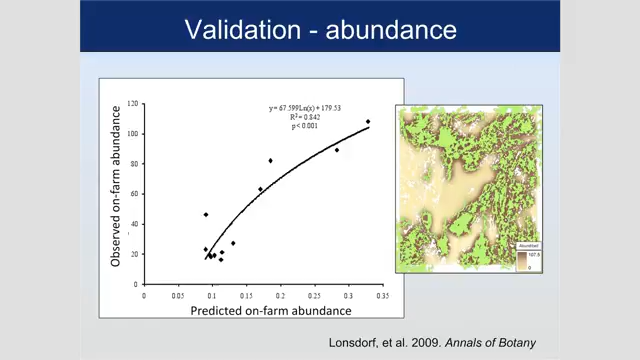 Validation - abundance
y = 67.599Ln(x) + 179.53
R² = 0.842
p < 0.001
Observed on-farm abundance
120
100
80
60
40
20
0
0
0.05
0.1
0.15
0.2
0.25
0.3
0.35
Predicted on-farm abundance
0
Lonsdorf, et al. 2009. Annals of Botany